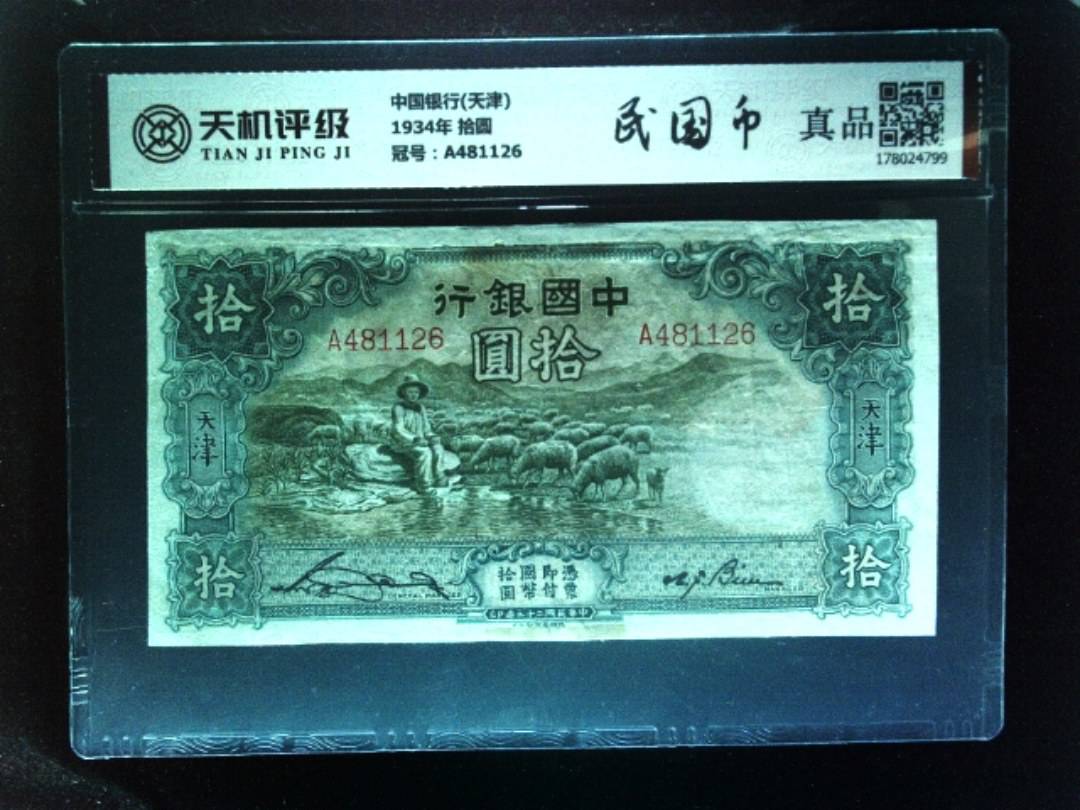 天机评级
TIAN JI PING JI
中国银行(天津)
1934年 拾圆
冠号：A481126
民国币
真品
178024799
拾
行銀國中
拾
A481126
圓拾
A481126
天津
天津
拾
憑票即付國幣拾圓
拾